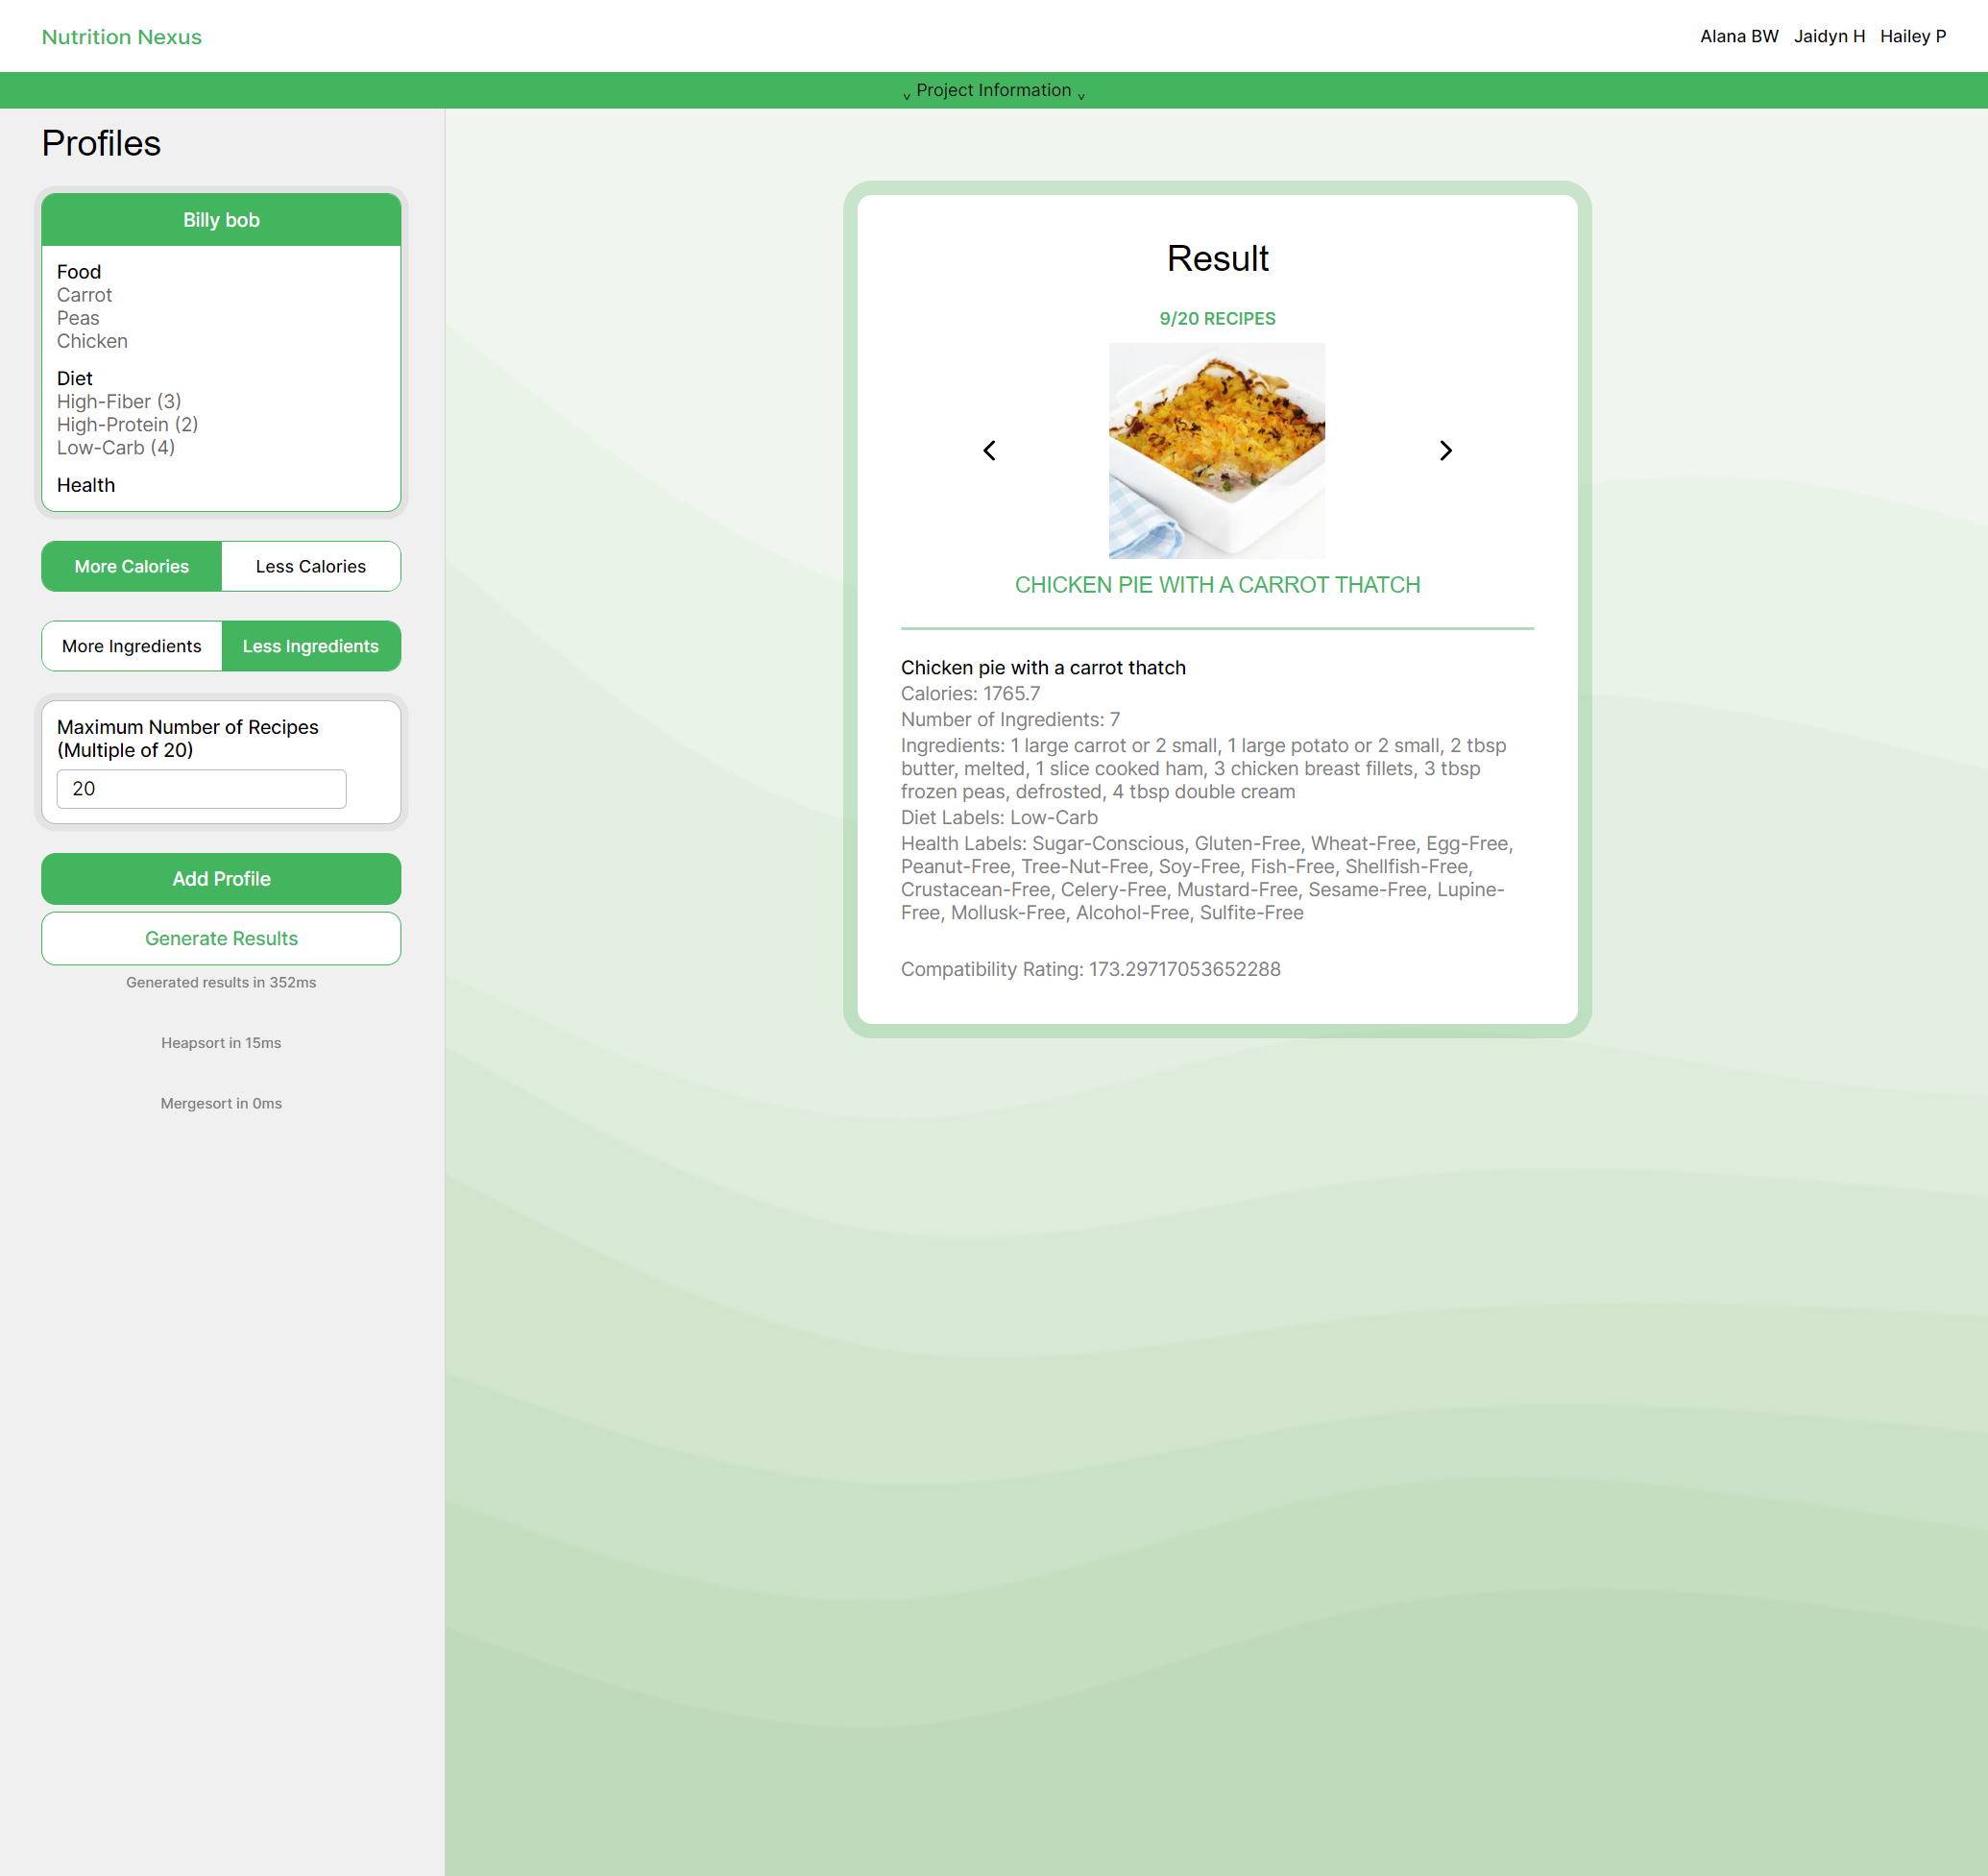 Nutrition Nexus
Alana BW Jaidyn H Hailey P
v Project Information v
Profiles
Billy bob
Food
Carrot
Peas
Chicken
Diet
High-Fiber (3)
High-Protein (2)
Low-Carb (4)
Health
More Calories Less Calories
More Ingredients Less Ingredients
Maximum Number of Recipes
(Multiple of 20)
20
Add Profile
Generate Results
Generated results in 352ms
Heapsort in 15ms
Mergesort in 0ms
Result
9/20 RECIPES
CHICKEN PIE WITH A CARROT THATCH
Chicken pie with a carrot thatch
Calories: 1765.7
Number of Ingredients: 7
Ingredients: 1 large carrot or 2 small, 1 large potato or 2 small, 2 tbsp
butter, melted, 1 slice cooked ham, 3 chicken breast fillets, 3 tbsp
frozen peas, defrosted, 4 tbsp double cream
Diet Labels: Low-Carb
Health Labels: Sugar-Conscious, Gluten-Free, Wheat-Free, Egg-Free,
Peanut-Free, Tree-Nut-Free, Soy-Free, Fish-Free, Shellfish-Free,
Crustacean-Free, Celery-Free, Mustard-Free, Sesame-Free, Lupine-
Free, Mollusk-Free, Alcohol-Free, Sulfite-Free
Compatibility Rating: 173.29717053652288